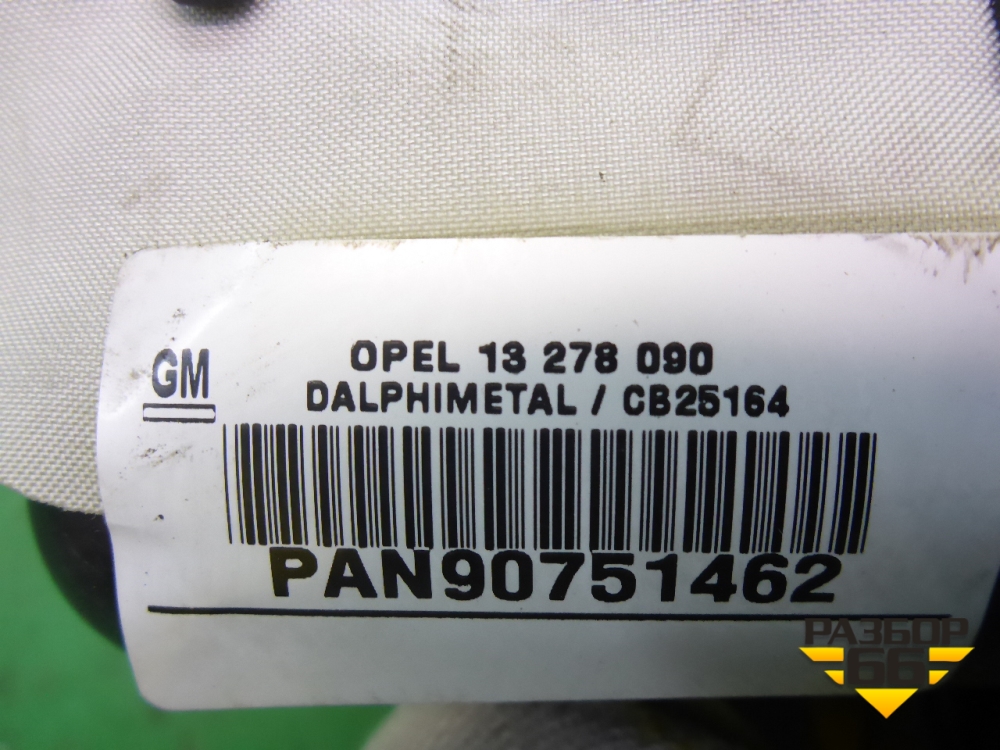 GM
OPEL 13 278 090
DALPHIMETAL / CB25164
PAN90751462
РАЗБОР
66